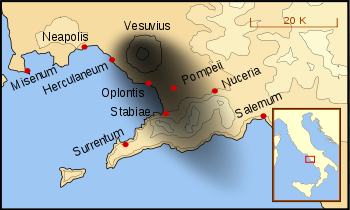 Vesuvius
20 K
Neapolis
Misenum
Herculaneum
Pompeii
Nuceria
Oplontis
Stabiae
Salernum
Surrentum